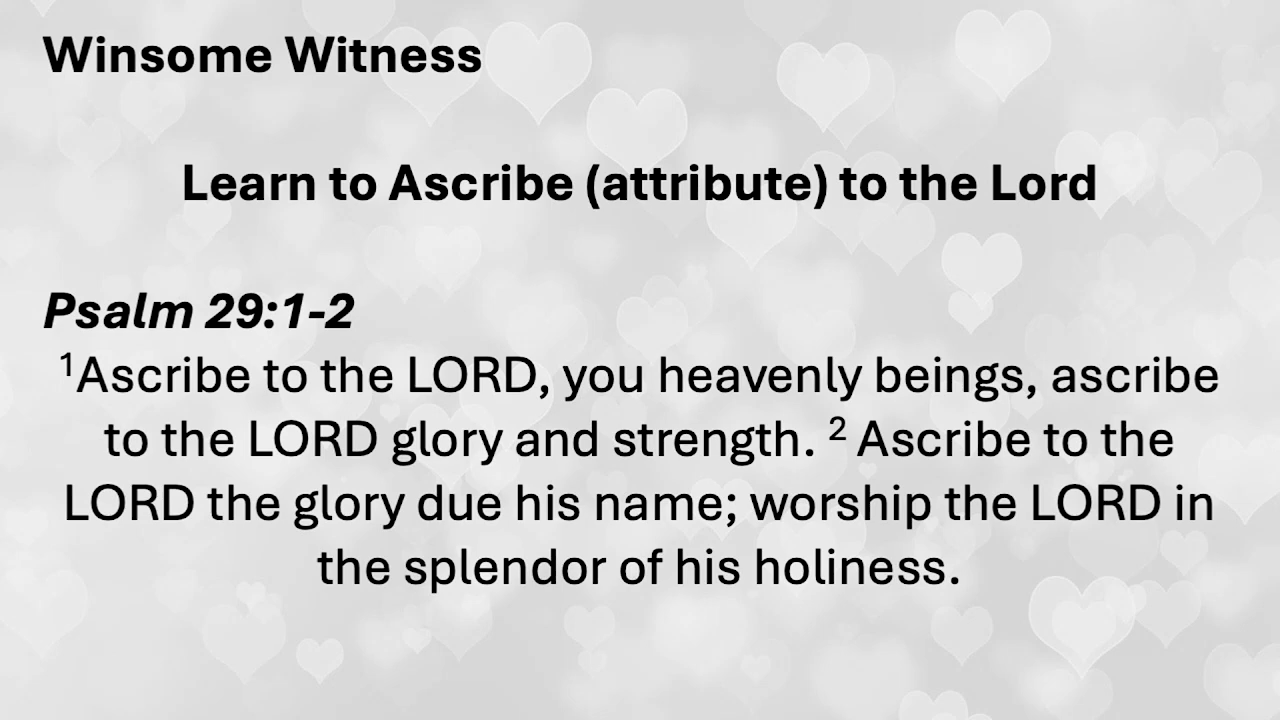 Winsome Witness
Learn to Ascribe (attribute) to the Lord
Psalm 29:1-2
¹Ascribe to the LORD, you heavenly beings, ascribe
to the LORD glory and strength. ² Ascribe to the
LORD the glory due his name; worship the LORD in
the splendor of his holiness.